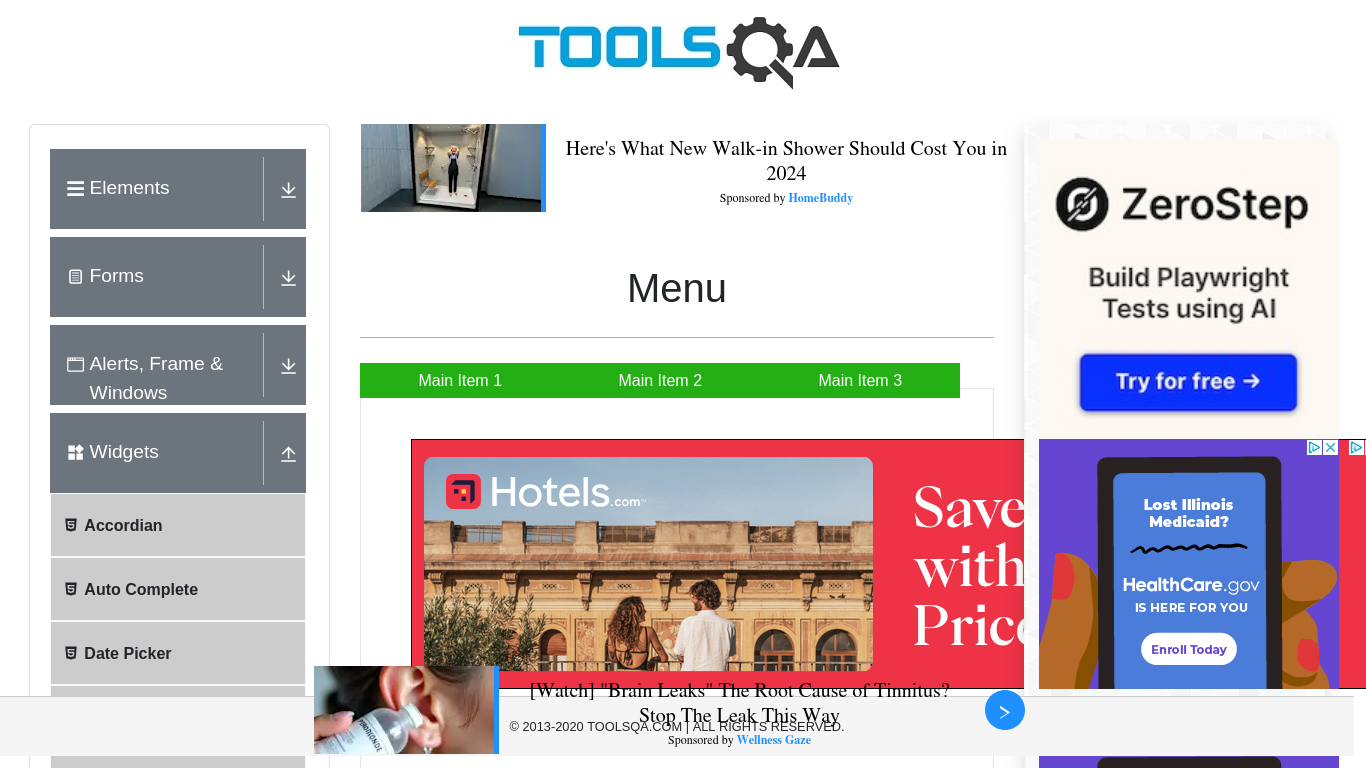 TOOLSQA
Elements
Forms
Alerts, Frame &
Windows
Widgets
Accordian
Auto Complete
Date Picker
Here's What New Walk-in Shower Should Cost You in
2024
Sponsored by HomeBuddy
Menu
Main Item 1
Main Item 2
Main Item 3
Hotels.com
Save
with
Price
ZeroStep
Build Playwright
Tests using AI
Try for free →
Lost Illinois
Medicaid?
HealthCare.gov
IS HERE FOR YOU
Enroll Today
[Watch] "Brain Leaks" The Root Cause of Tinnitus?
Stop The Leak This Way
© 2013-2020 TOOLSQA.COM | ALL RIGHTS RESERVED.
Sponsored by Wellness Gaze